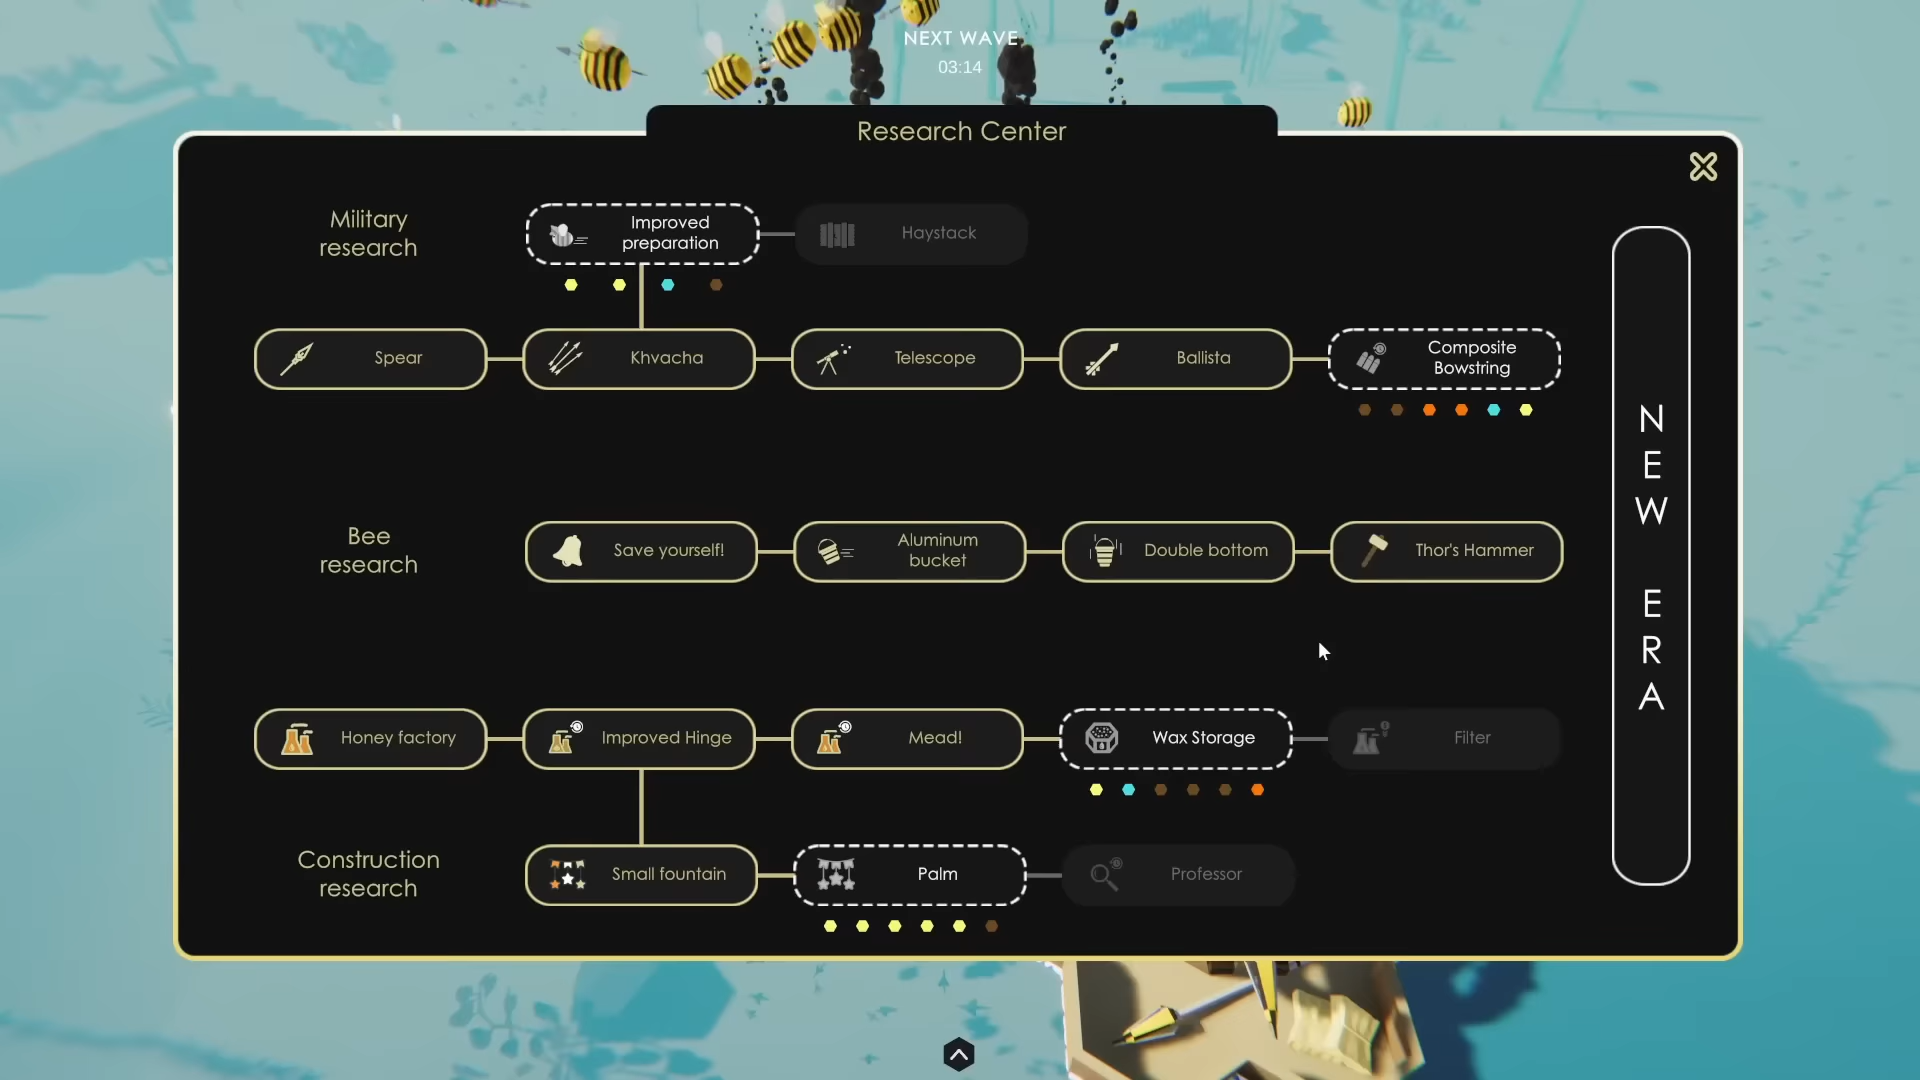 NEXT WAVE
03:14
Research Center
Military
research
Improved
preparation
Haystack
Spear
Khvacha
Telescope
Ballista
Composite
Bowstring
Bee
research
Save yourself!
Aluminum
bucket
Double bottom
Thor's Hammer
Honey factory
Improved Hinge
Mead!
Wax Storage
Filter
Construction
research
Small fountain
Palm
Professor
NEW ERA